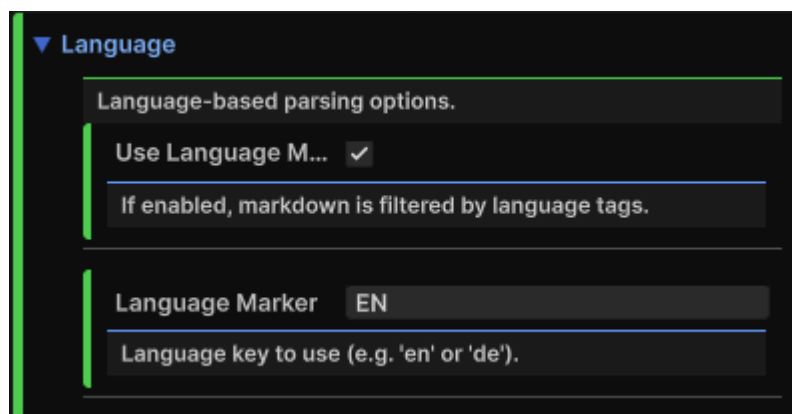 Language
Language-based parsing options.
Use Language M...
If enabled, markdown is filtered by language tags.
Language Marker EN
Language key to use (e.g. 'en' or 'de').